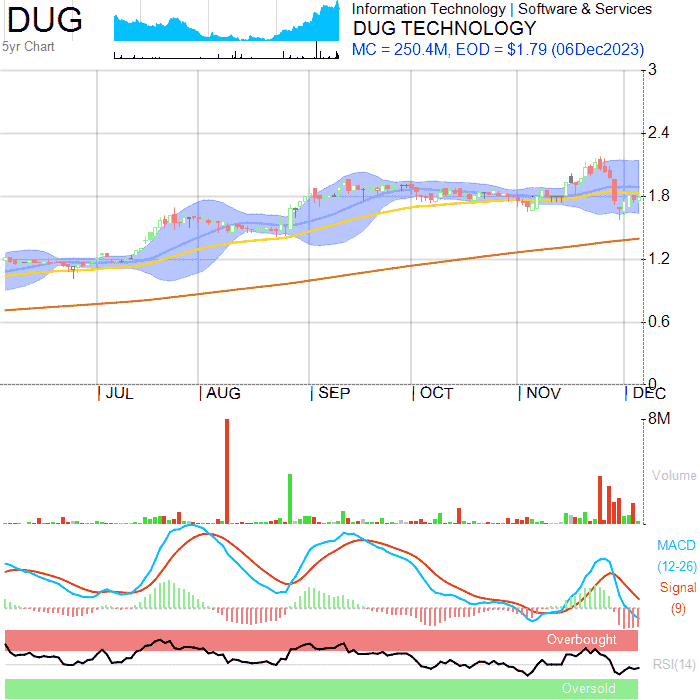 DUG
5yr Chart
Information Technology | Software & Services
DUG TECHNOLOGY
MC = 250.4M, EOD = $1.79 (06Dec2023)
3
2.4
1.8
1.2
0.6
0
JUL
AUG
SEP
OCT
NOV
DEC
8M
Volume
MACD
(12-26)
Signal
(9)
Overbought
RSI(14)
Oversold